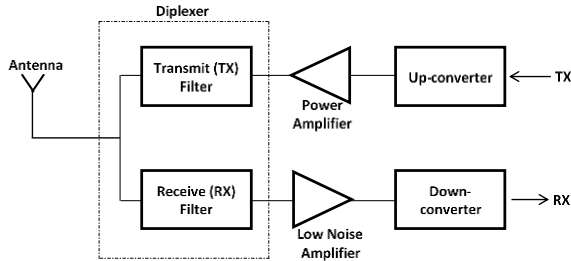 Diplexer
Antenna
Transmit (TX)
Filter
Power
Amplifier
Up-converter
TX
Receive (RX)
Filter
Low Noise
Amplifier
Down-
converter
RX